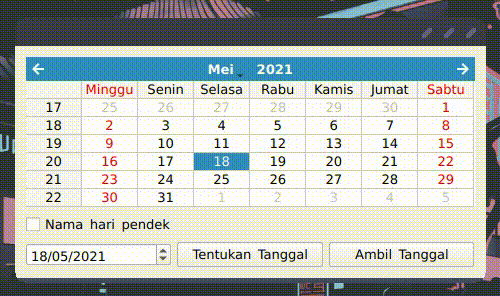 Mei 2021
Minggu Senin Selasa Rabu Kamis Jumat Sabtu
17 25 26 27 28 29 30 1
18 2 3 4 5 6 7 8
19 9 10 11 12 13 14 15
20 16 17 18 19 20 21 22
21 23 24 25 26 27 28 29
22 30 31 1 2 3 4 5
Nama hari pendek
18/05/2021 Tentukan Tanggal Ambil Tanggal